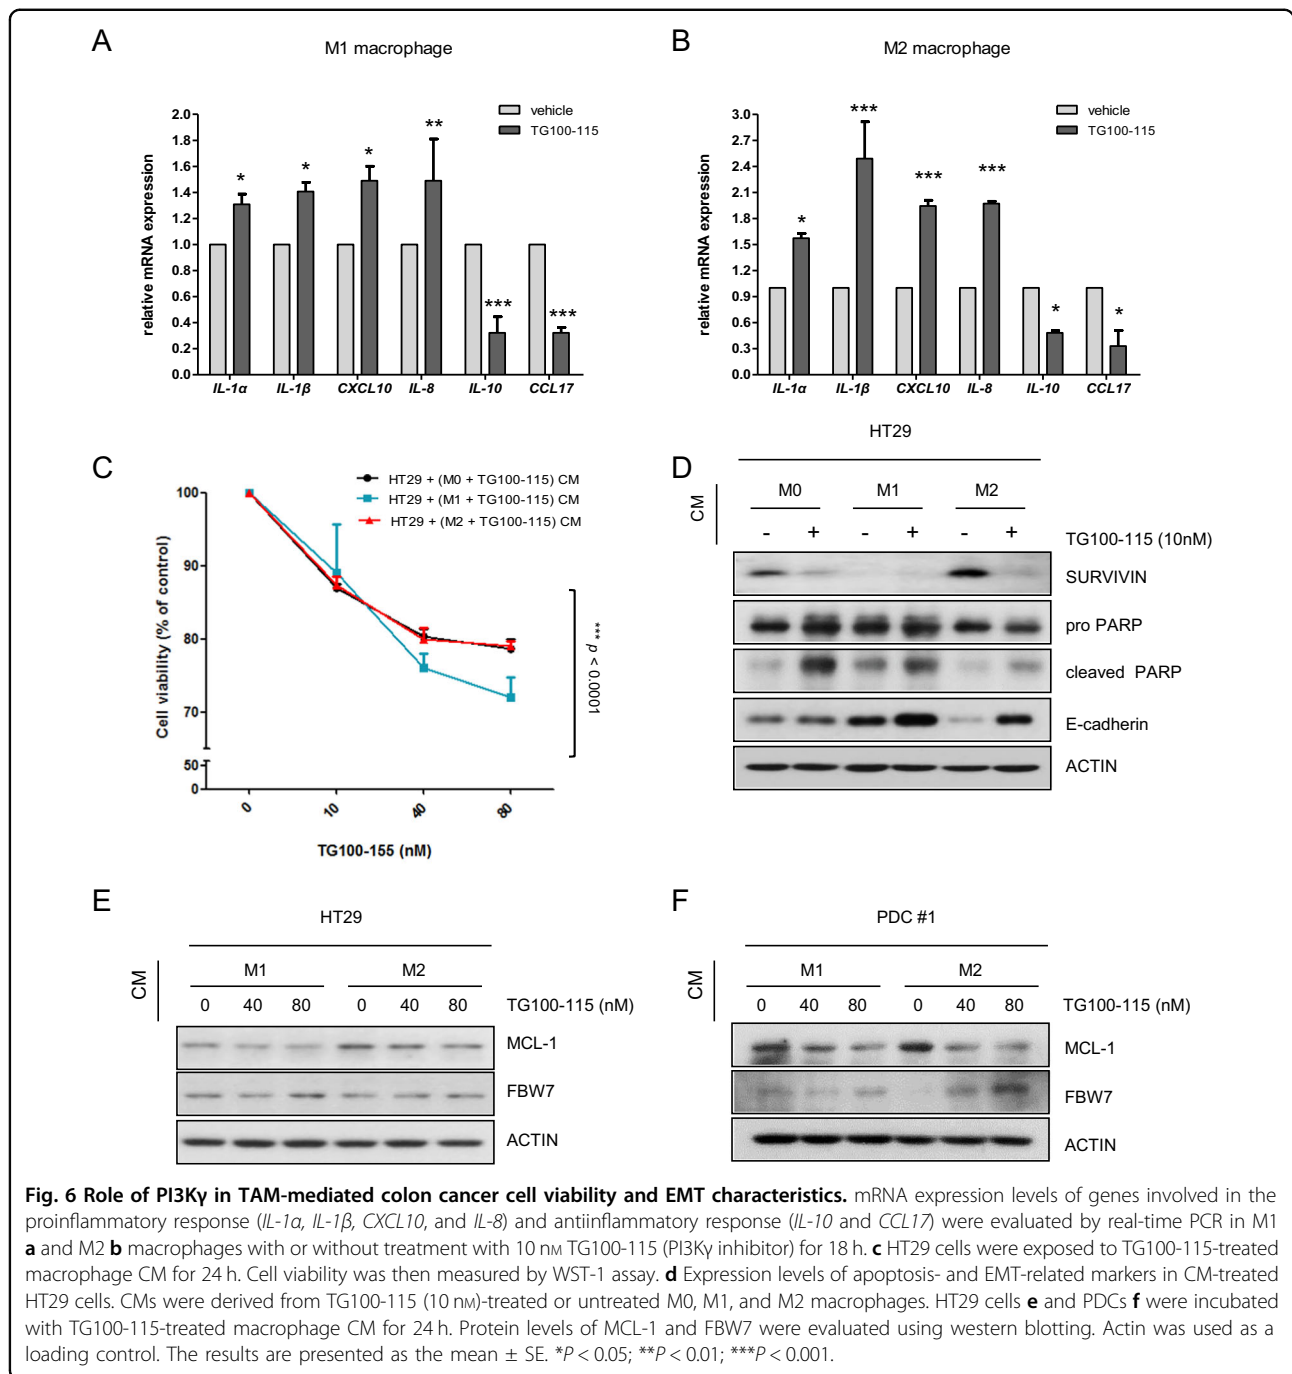 A
M1 macrophage
vehicle
TG100-115
relative mRNA expression
2.0
1.8
1.6
1.4
1.2
1.0
0.8
0.6
0.4
0.2
0.0
* * * ** *** ***
IL-1α IL-1β CXCL10 IL-8 IL-10 CCL17
B
M2 macrophage
vehicle
TG100-115
relative mRNA expression
3.0
2.7
2.4
2.1
1.8
1.5
1.2
0.9
0.6
0.3
0.0
* *** *** *** * *
IL-1α IL-1β CXCL10 IL-8 IL-10 CCL17
C
HT29 + (M0 + TG100-115) CM
HT29 + (M1 + TG100-115) CM
HT29 + (M2 + TG100-115) CM
Cell viability (% of control)
100
90
80
70
50
0
*** p < 0.0001
0 10 40 80
TG100-155 (nM)
D
HT29
CM
M0 M1 M2
- + - + - +
TG100-115 (10nM)
SURVIVIN
pro PARP
cleaved PARP
E-cadherin
ACTIN
E
HT29
CM
M1 M2
0 40 80 0 40 80
TG100-115 (nM)
MCL-1
FBW7
ACTIN
F
PDC #1
CM
M1 M2
0 40 80 0 40 80
TG100-115 (nM)
MCL-1
FBW7
ACTIN
Fig. 6 Role of PI3Kγ in TAM-mediated colon cancer cell viability and EMT characteristics. mRNA expression levels of genes involved in the
proinflammatory response (IL-1α, IL-1β, CXCL10, and IL-8) and antiinflammatory response (IL-10 and CCL17) were evaluated by real-time PCR in M1
a and M2 b macrophages with or without treatment with 10 nM TG100-115 (PI3Kγ inhibitor) for 18 h. c HT29 cells were exposed to TG100-115-treated
macrophage CM for 24 h. Cell viability was then measured by WST-1 assay. d Expression levels of apoptosis- and EMT-related markers in CM-treated
HT29 cells. CMs were derived from TG100-115 (10 nM)-treated or untreated M0, M1, and M2 macrophages. HT29 cells e and PDCs f were incubated
with TG100-115-treated macrophage CM for 24 h. Protein levels of MCL-1 and FBW7 were evaluated using western blotting. Actin was used as a
loading control. The results are presented as the mean ± SE. *P < 0.05; **P < 0.01; ***P < 0.001.